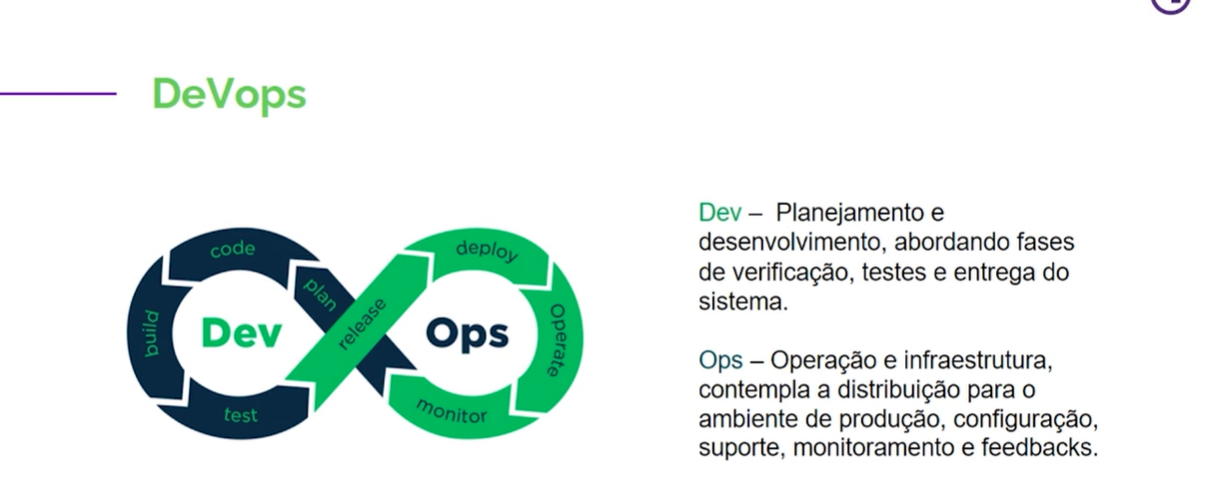 DeVops
code
plan
build
Dev
test
release
deploy
Ops
Operate
monitor
Dev – Planejamento e
desenvolvimento, abordando fases
de verificação, testes e entrega do
sistema.
Ops – Operação e infraestrutura,
contempla a distribuição para o
ambiente de produção, configuração,
suporte, monitoramento e feedbacks.